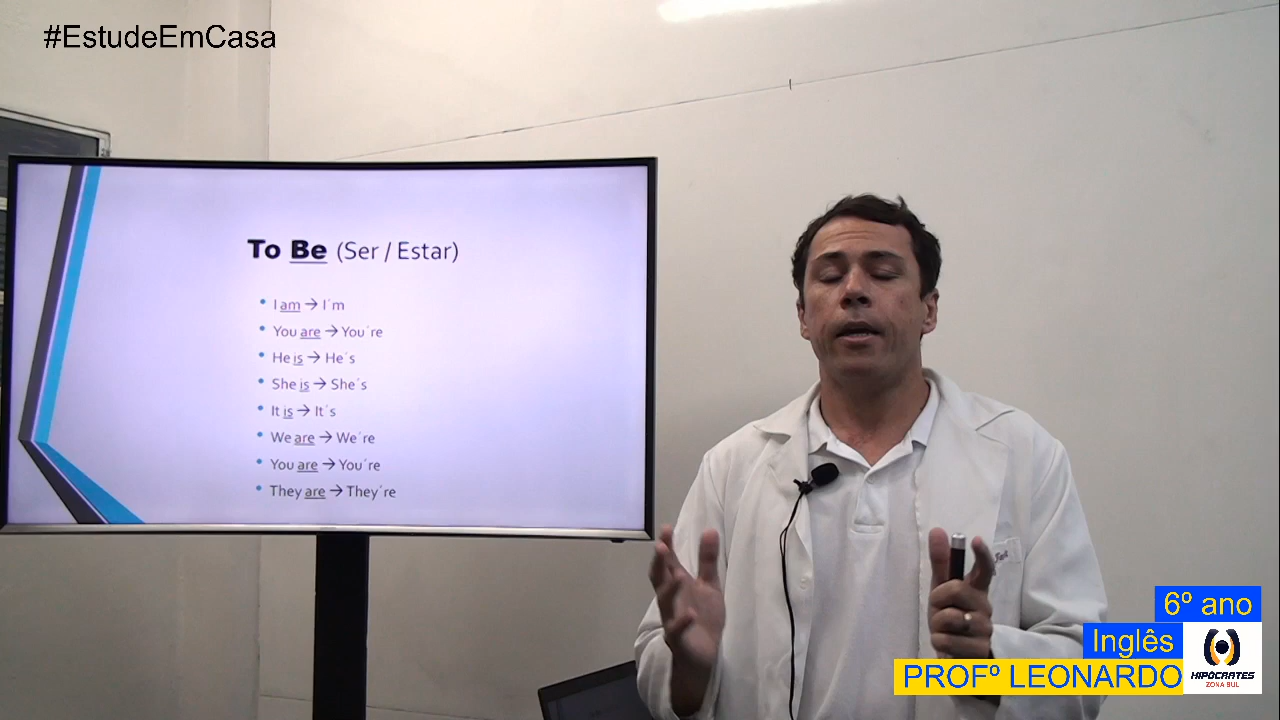 #EstudeEmCasa
To Be (Ser / Estar)
• I am → I´m
• You are → You´re
• He is → He´s
• She is → She´s
• It is → It´s
• We are → We´re
• You are → You´re
• They are → They´re
6º ano
Inglês
PROFº LEONARDO
HIPÓCRATES
ZONA SUL